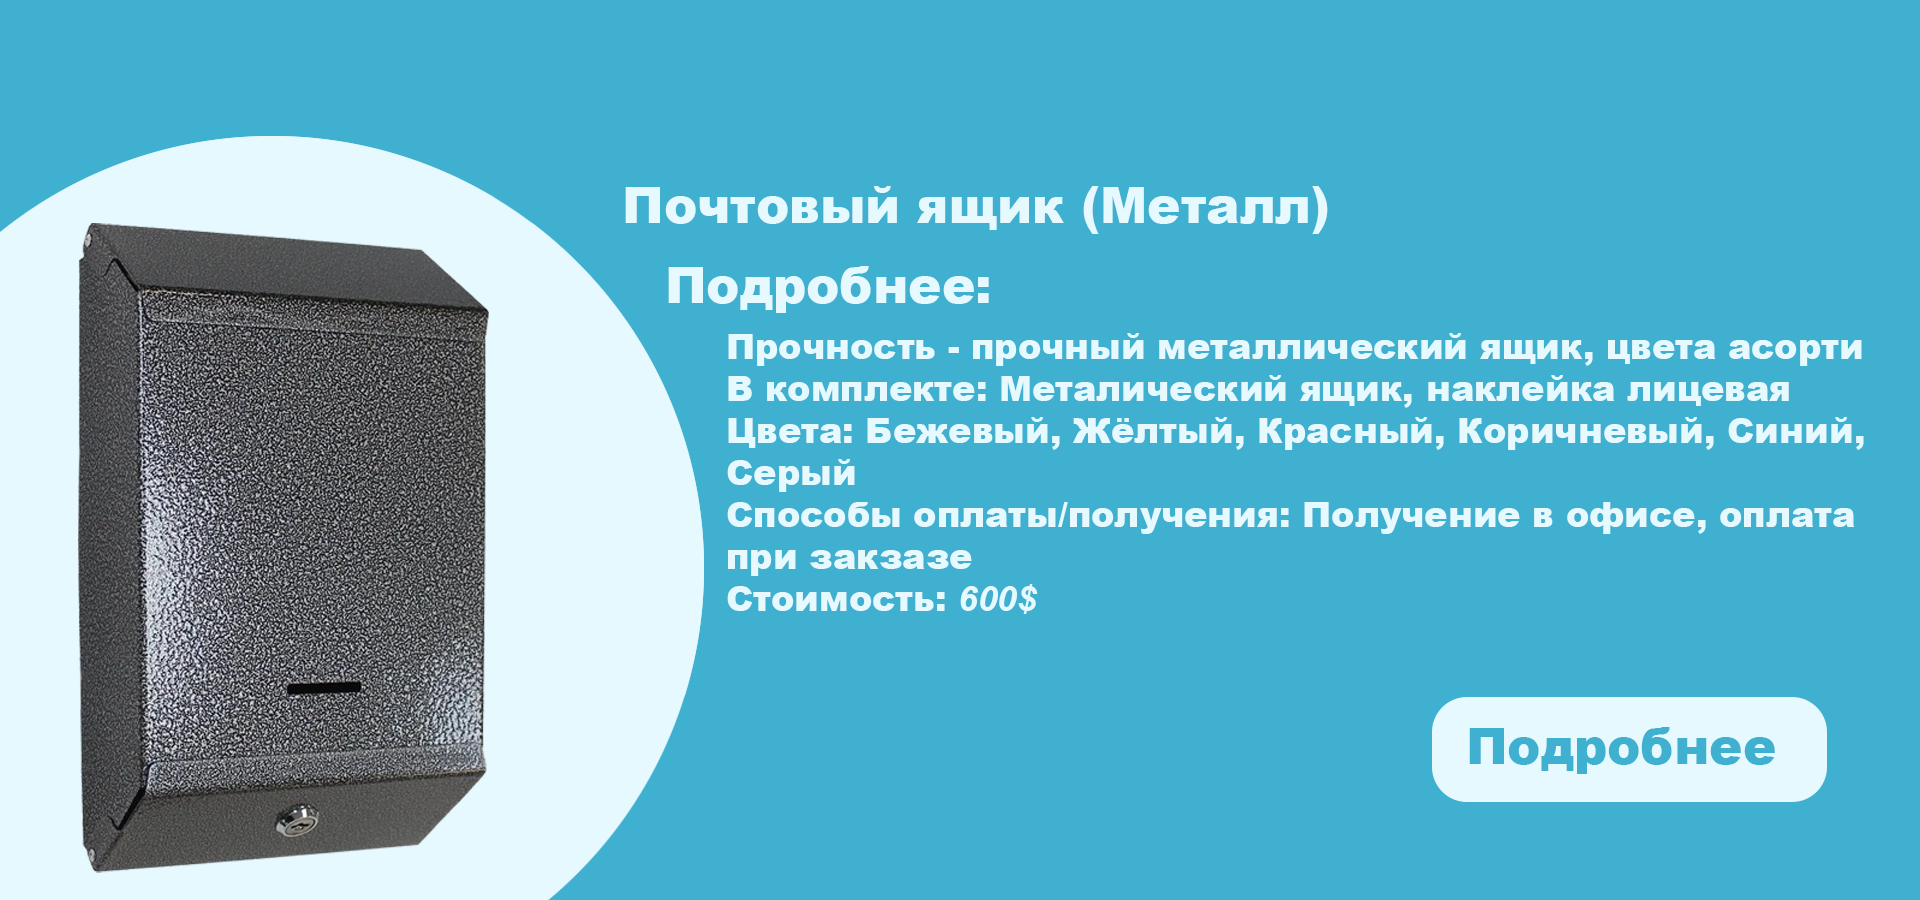 Почтовый ящик (Металл)
Подробнее:
Прочность - прочный металлический ящик, цвета асорти
В комплекте: Металический ящик, наклейка лицевая
Цвета: Бежевый, Жёлтый, Красный, Коричневый, Синий,
Серый
Способы оплаты/получения: Получение в офисе, оплата
при закзазе
Стоимость: 600$
Подробнее